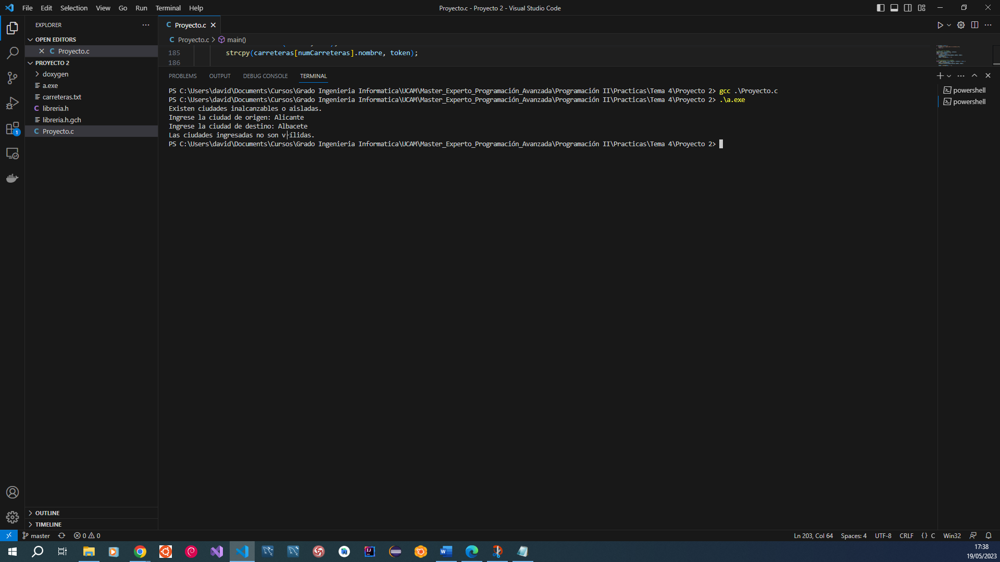 File Edit Selection View Go Run Terminal Help
Proyecto.c - Proyecto 2 - Visual Studio Code
EXPLORER
OPEN EDITORS
Proyecto.c
PROYECTO 2
doxygen
a.exe
carreteras.txt
libreria.h
libreria.h.gch
Proyecto.c
OUTLINE
TIMELINE
Proyecto.c
Proyecto.c > main()
185 strcpy(carreteras[numCarreteras].nombre, token);
186
PROBLEMS OUTPUT DEBUG CONSOLE TERMINAL
PS C:\Users\david\Documents\Cursos\Grado Ingenieria Informatica\UCAM\Master_Experto_Programación_Avanzada\Programación II\Practicas\Tema 4\Proyecto 2> gcc .\Proyecto.c
PS C:\Users\david\Documents\Cursos\Grado Ingenieria Informatica\UCAM\Master_Experto_Programación_Avanzada\Programación II\Practicas\Tema 4\Proyecto 2> .\a.exe
Existen ciudades inalcanzables o aisladas.
Ingrese la ciudad de origen: Alicante
Ingrese la ciudad de destino: Albacete
Las ciudades ingresadas no son v├ílidas.
PS C:\Users\david\Documents\Cursos\Grado Ingenieria Informatica\UCAM\Master_Experto_Programación_Avanzada\Programación II\Practicas\Tema 4\Proyecto 2>
powershell
powershell
1
master 0 0
Ln 203, Col 64 Spaces: 4 UTF-8 CRLF {} C Win32
17:38
19/05/2023